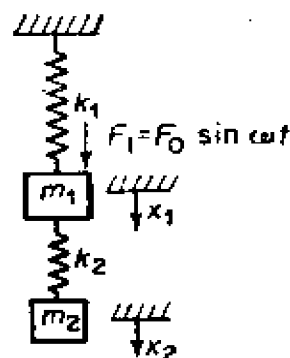 k₁
F₁=F₀ sin ωt
m₁
x₁
k₂
m₂
x₂